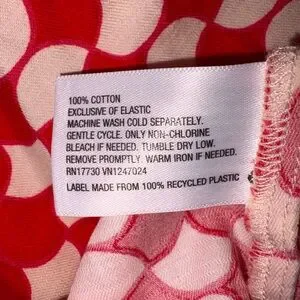 100% COTTON
EXCLUSIVE OF ELASTIC
MACHINE WASH COLD SEPARATELY.
GENTLE CYCLE. ONLY NON-CHLORINE
BLEACH IF NEEDED. TUMBLE DRY LOW.
REMOVE PROMPTLY. WARM IRON IF NEEDED.
RN17730 VN1247024
LABEL MADE FROM 100% RECYCLED PLASTIC